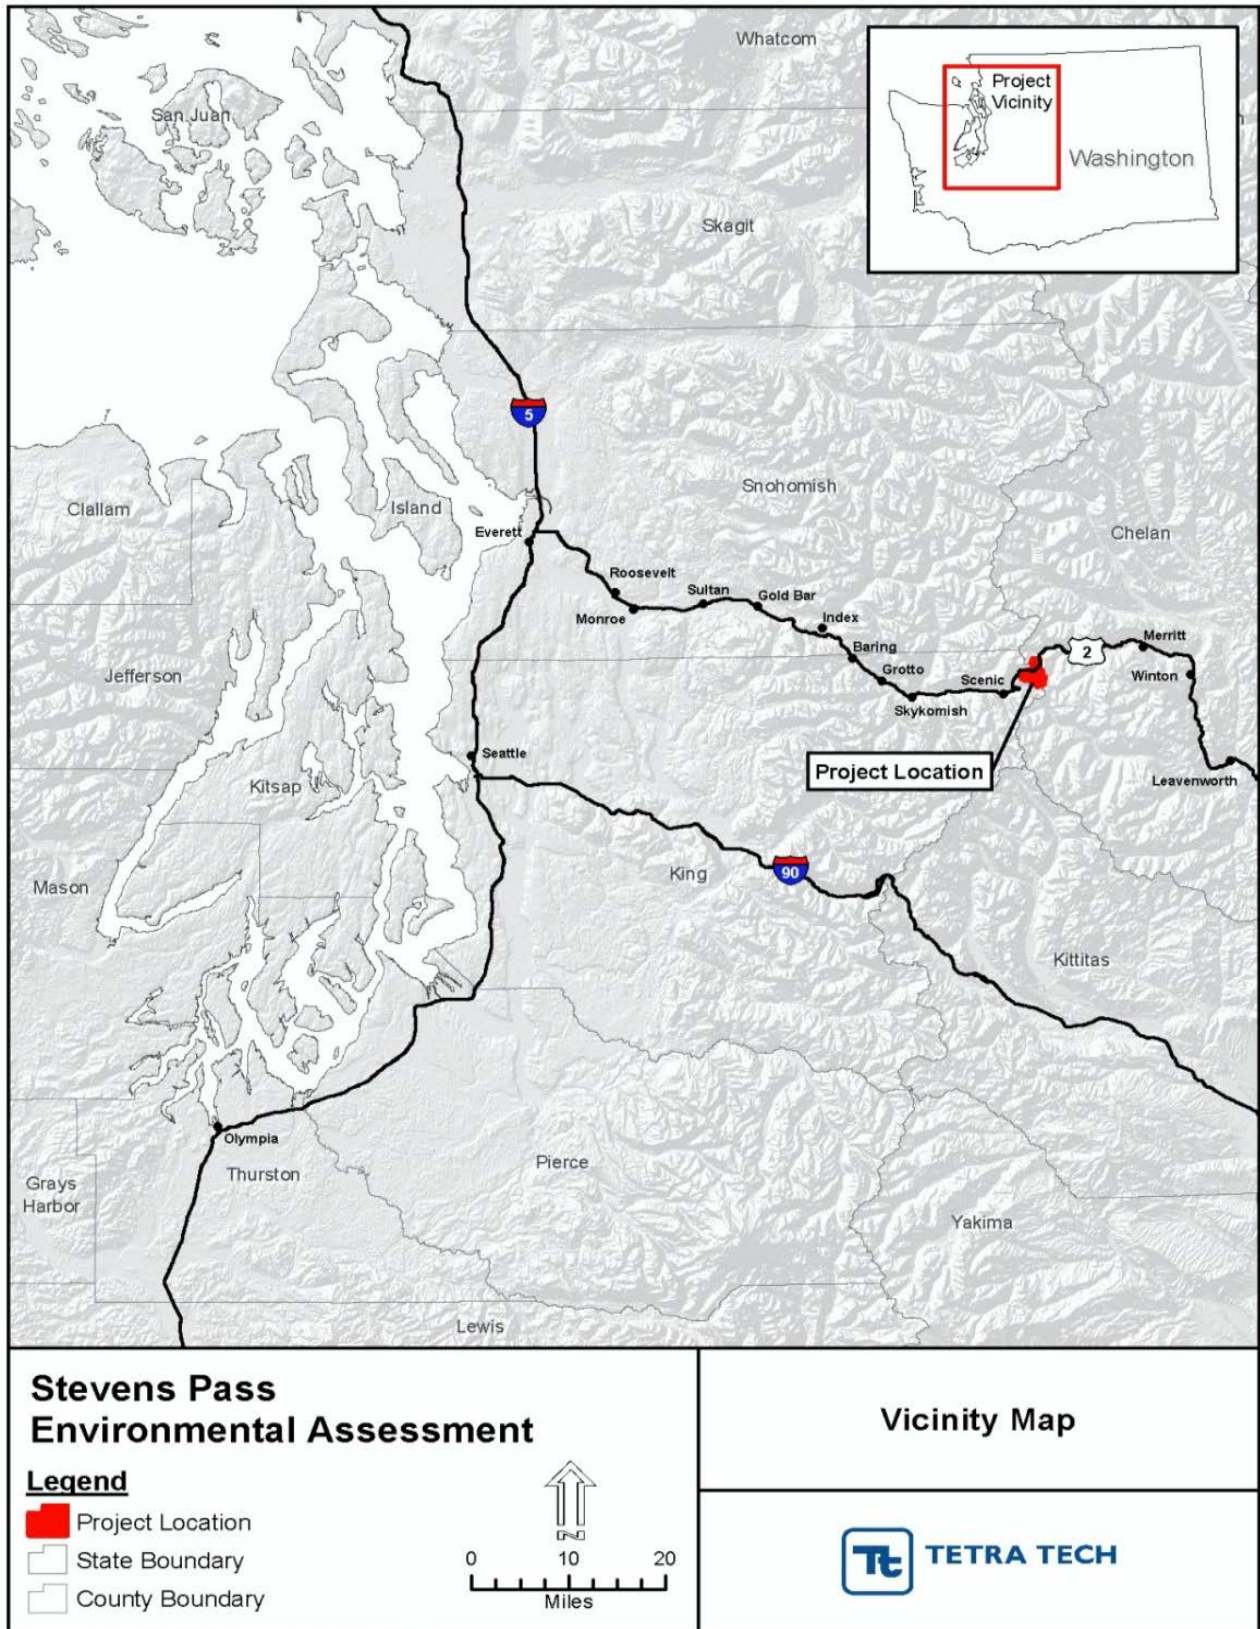 Whatcom
San Juan
Project
Vicinity
Washington
Skagit
5
Snohomish
Clallam
Island
Chelan
Everett
Roosevelt
Sultan
Gold Bar
Monroe
Index
Merritt
Baring
2
Jefferson
Grotto
Scenic
Winton
Skykomish
Seattle
Project Location
Leavenworth
Kitsap
King
90
Mason
Kittitas
Olympia
Thurston
Pierce
Grays
Harbor
Yakima
Lewis
Stevens Pass
Environmental Assessment
Legend
Project Location
State Boundary
County Boundary
N
0 10 20
Miles
Vicinity Map
Tt TETRA TECH